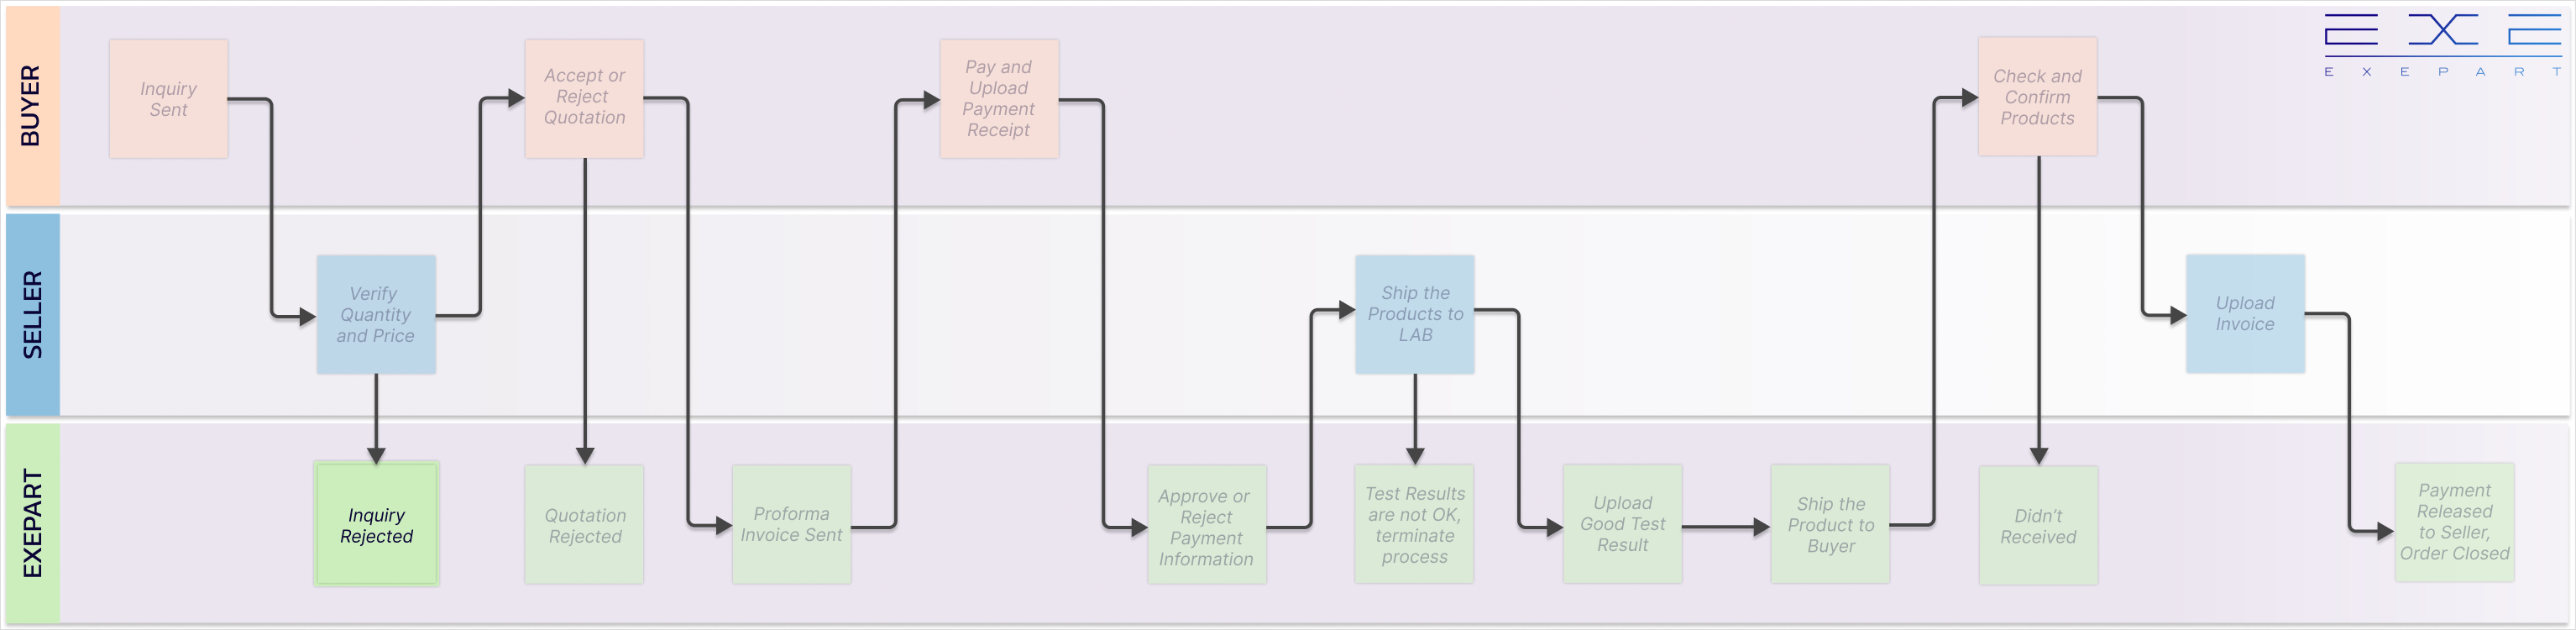 BUYER
Inquiry
Sent
Accept or
Reject
Quotation
Pay and
Upload
Payment
Receipt
Check and
Confirm
Products
EXEPART
SELLER
Verify
Quantity
and Price
Ship the
Products to
LAB
Upload
Invoice
EXEPART
Inquiry
Rejected
Quotation
Rejected
Proforma
Invoice Sent
Approve or
Reject
Payment
Information
Test Results
are not OK,
terminate
process
Upload
Good Test
Result
Ship the
Product to
Buyer
Didn't
Received
Payment
Released
to Seller,
Order Closed